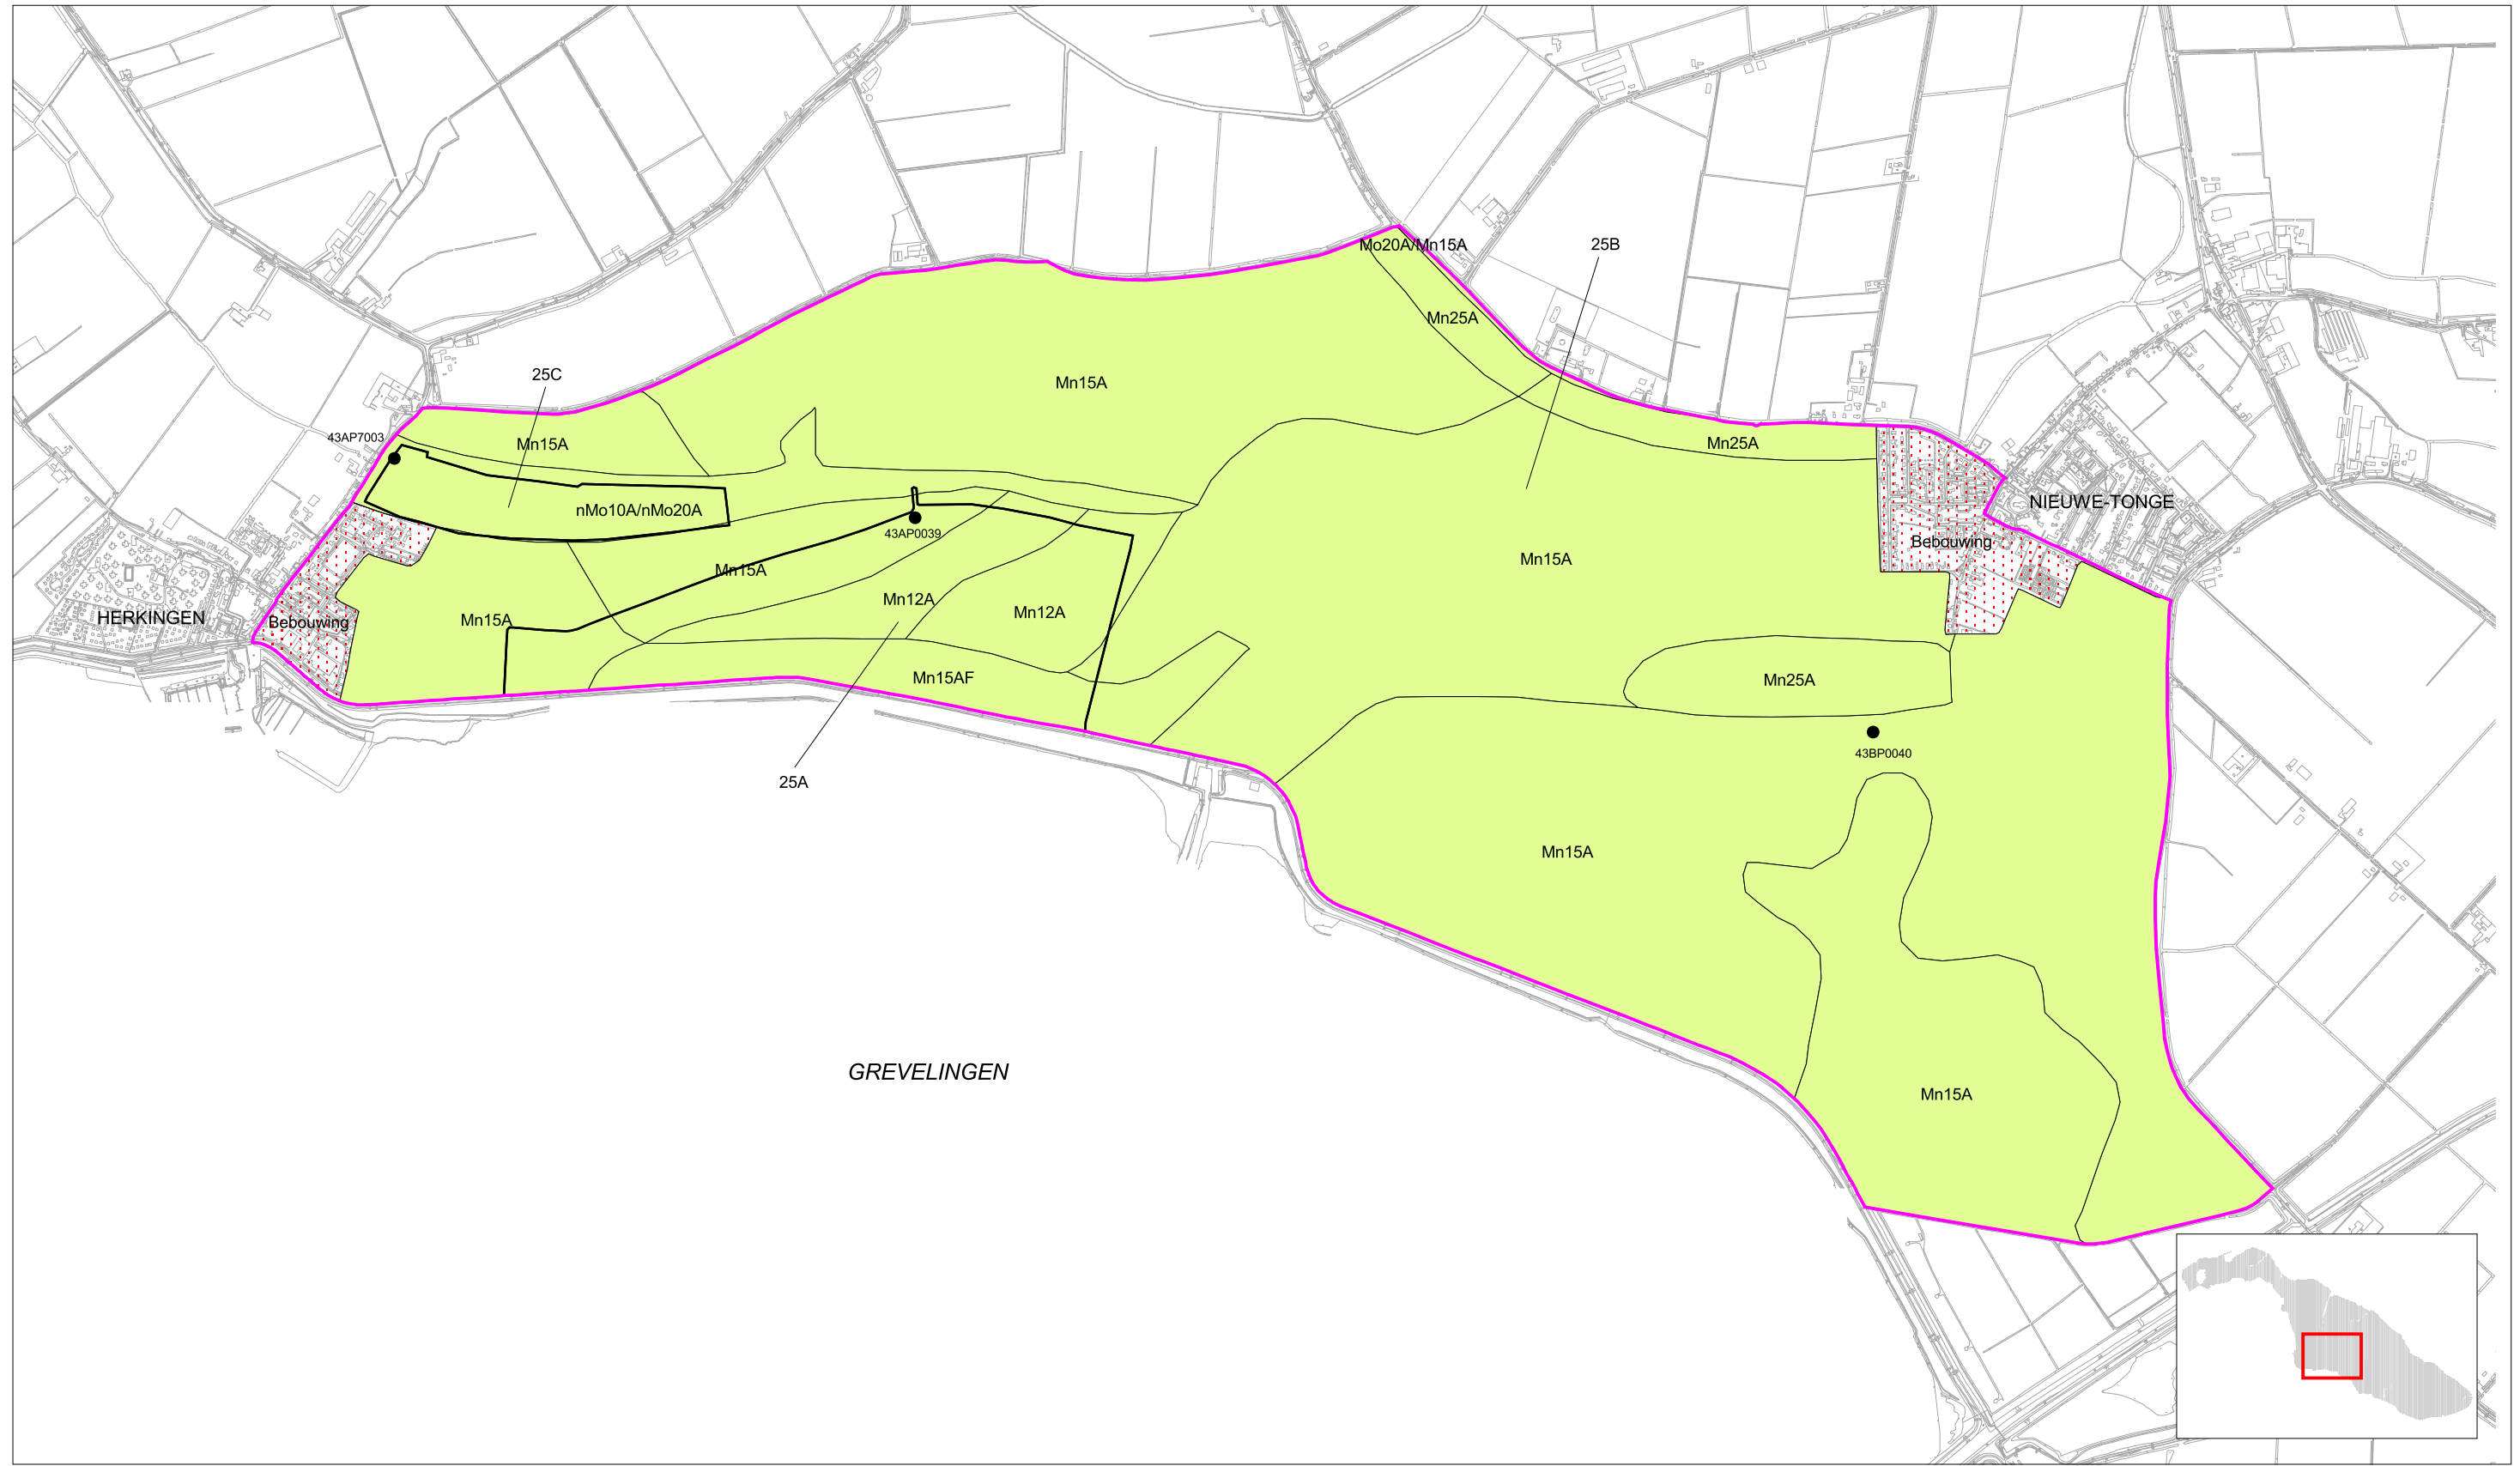 Mo20A/Mn15A
25B
Mn25A
25C
Mn15A
43AP7003
Mn15A
Mn25A
nMo10A/nMo20A
NIEUWE-TONGE
43AP0039
Bebouwing
Mn15A
Mn15A
Mn12A
Mn12A
HERKINGEN
Bebouwing
Mn15A
Mn15AF
Mn25A
43BP0040
25A
Mn15A
GREVELINGEN
Mn15A